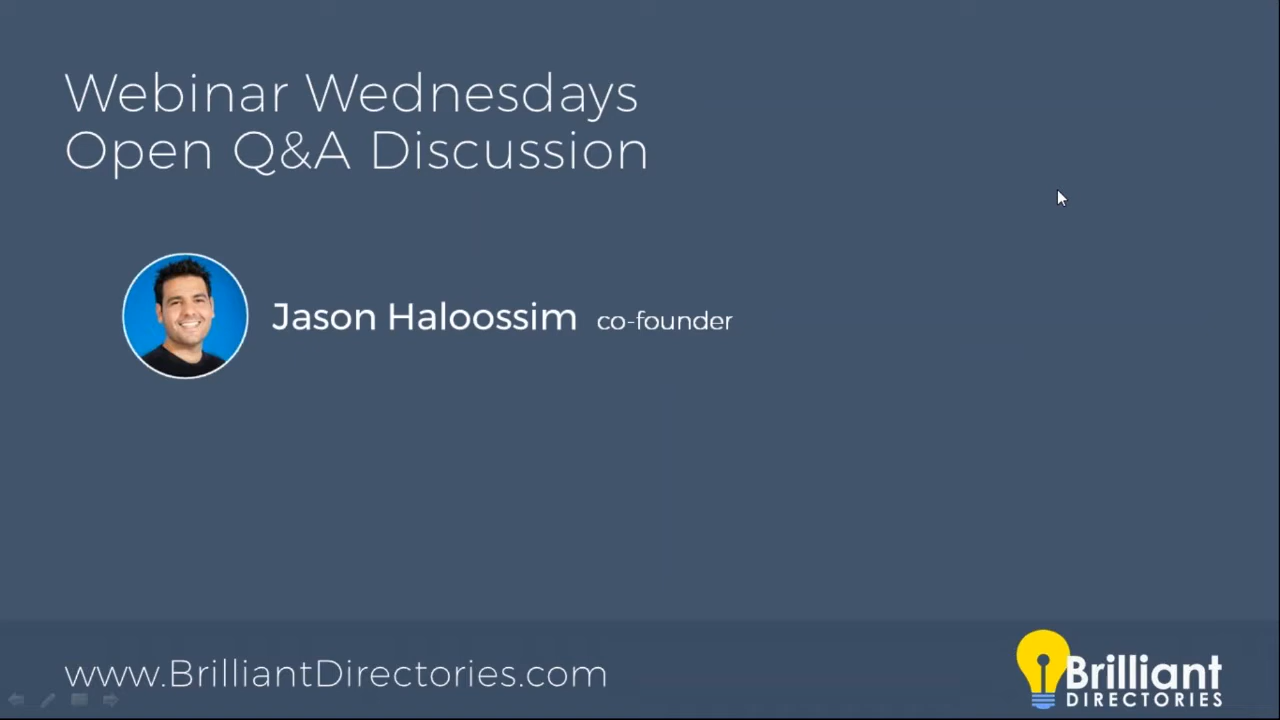 Webinar Wednesdays
Open Q&A Discussion
Jason Haloossim co-founder
www.BrilliantDirectories.com
Brilliant
DIRECTORIES